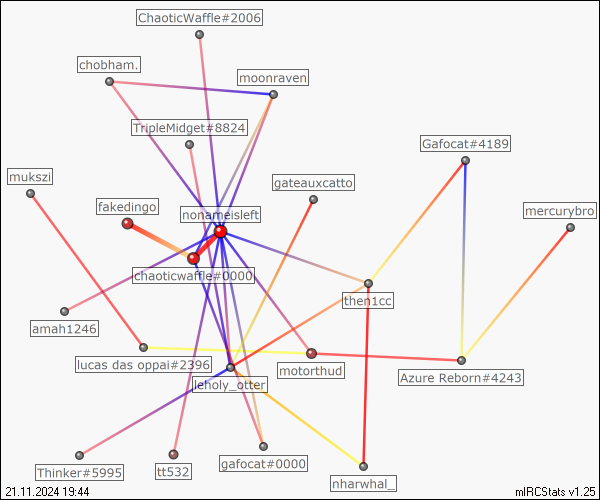 ChaoticWaffle#2006
chobham.
moonraven
TripleMidget#8824
Gafocat#4189
mukszi
gateauxcatto
fakedingo
nonameisleft
mercurybro
chaoticwaffle#0000
then1cc
amah1246
lucas das oppai#2396
motorthud
Azure Reborn#4243
leholy_otter
Thinker#5995
tt532
gafocat#0000
nharwhal_
21.11.2024 19:44
mIRCStats v1.25